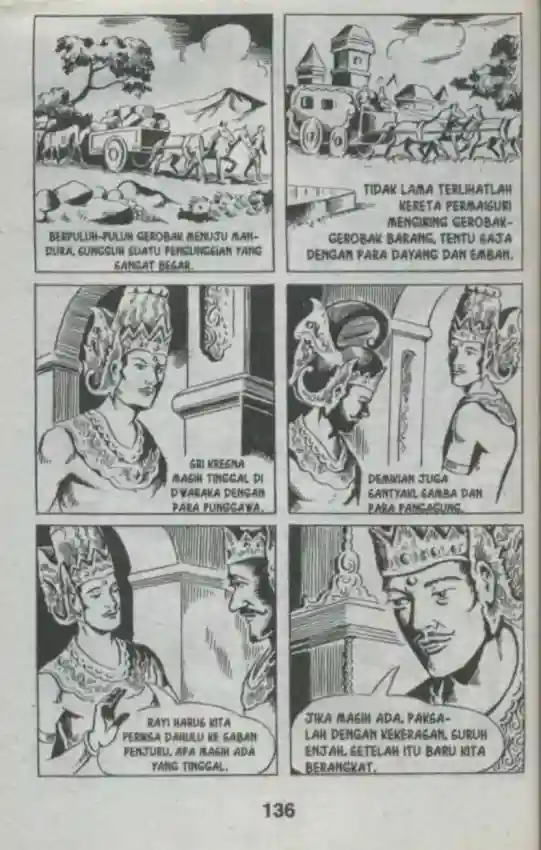 BERPULUH-PULUH GEROBAK MENUJU MAN-
DURA, SUNGGUH SUATU PENGUNGSIAN YANG
SANGAT BESAR.
TIDAK LAMA TERLIHATLAH
KERETA PERMAISURI
MENGIRING GEROBAK-
GEROBAK BARANG, TENTU SAJA
DENGAN PARA DAYANG DAN EMBAN.
SRI KRESNA
MASIH TINGGAL DI
DWARAKA DENGAN
PARA PUNGGAWA.
DEMIKIAN JUGA
SANTYAKI, SAMBA DAN
PARA PANGAGUNG.
RAYI HARUS KITA
PERIKSA DAHULU KE SABAN
PENJURU, APA MASIH ADA
YANG TINGGAL.
JIKA MASIH ADA, PAKSA-
LAH DENGAN KEKERASAN, SURUH
ENJAH. SETELAH ITU BARU KITA
BERANGKAT.
136